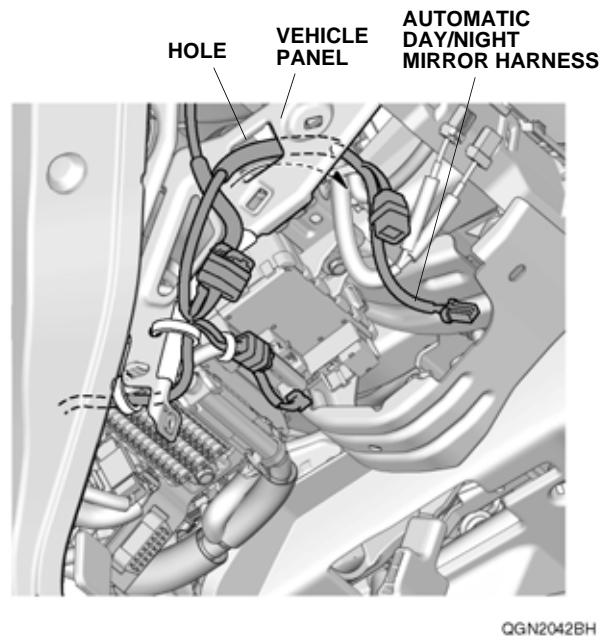 HOLE
VEHICLE
PANEL
AUTOMATIC
DAY/NIGHT
MIRROR HARNESS
QGN2042BH